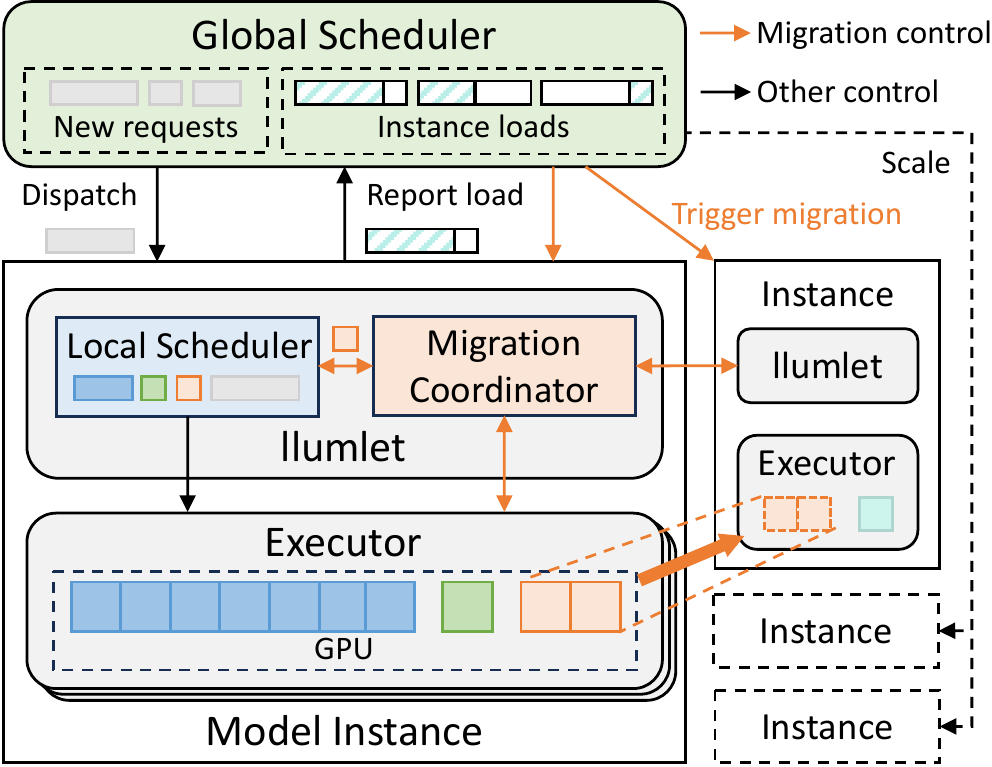 Global Scheduler
New requests
Instance loads
Migration control
Other control
Scale
Dispatch
Report load
Trigger migration
Local Scheduler
Migration
Coordinator
llumlet
Executor
GPU
Model Instance
Instance
llumlet
Executor
Instance
Instance